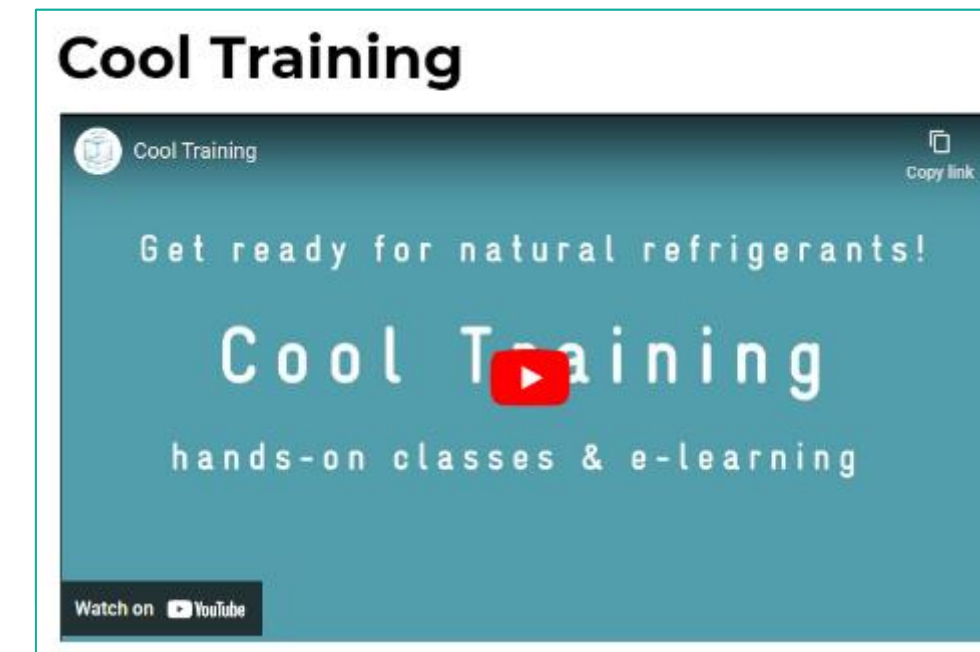 Cool Training
Cool Training
Copy link
Get ready for natural refrigerants!
Cool Training
hands-on classes & e-learning
Watch on YouTube